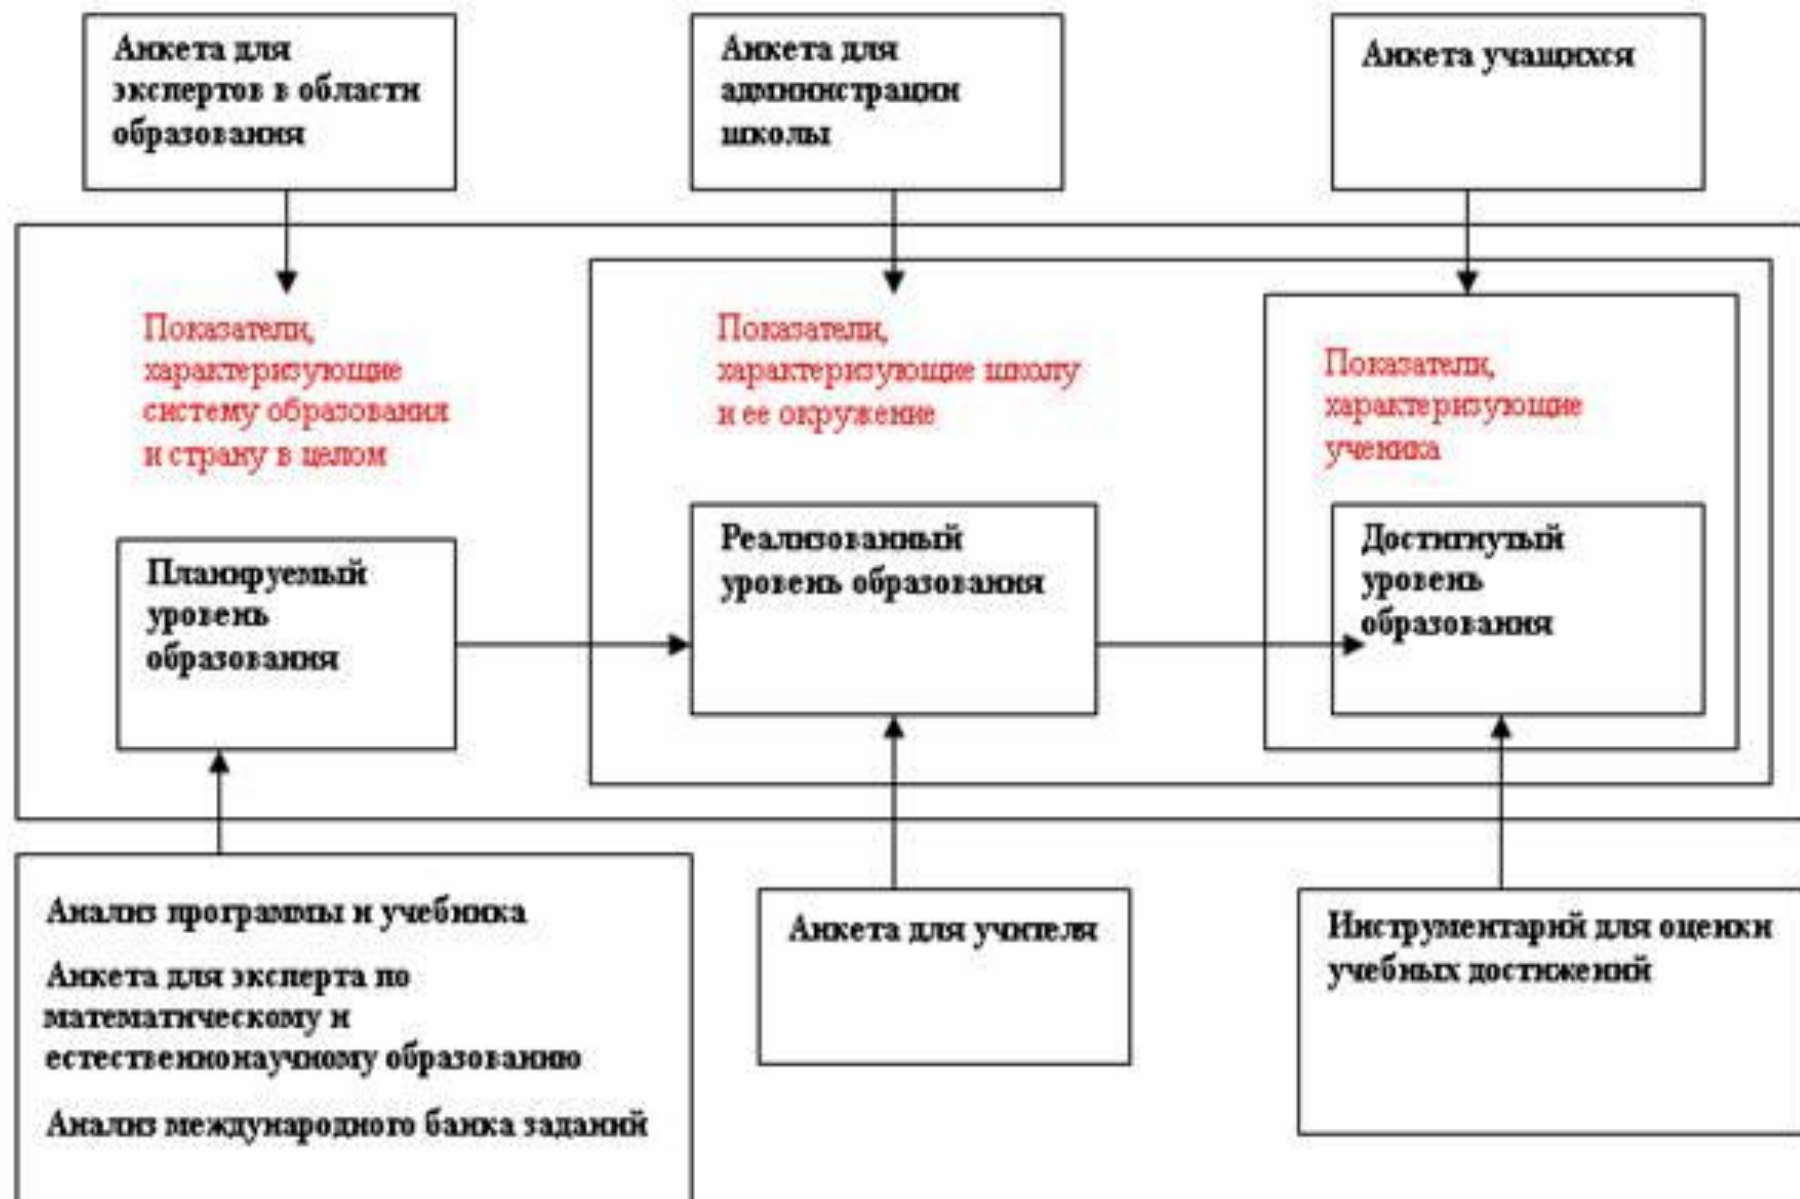 Анкета для
экспертов в области
образования
Анкета для
администрации
школы
Анкета учащихся
Показатели,
характеризующие
систему образования
и страну в целом
Показатели,
характеризующие школу
и ее окружение
Показатели,
характеризующие
ученика
Планируемый
уровень
образования
Реализованный
уровень образования
Достигнутый
уровень
образования
Анализ программы и учебника
Анкета для эксперта по
математическому и
естественнонаучному образованию
Анализ международного банка заданий
Анкета для учителя
Инструментарий для оценки
учебных достижений